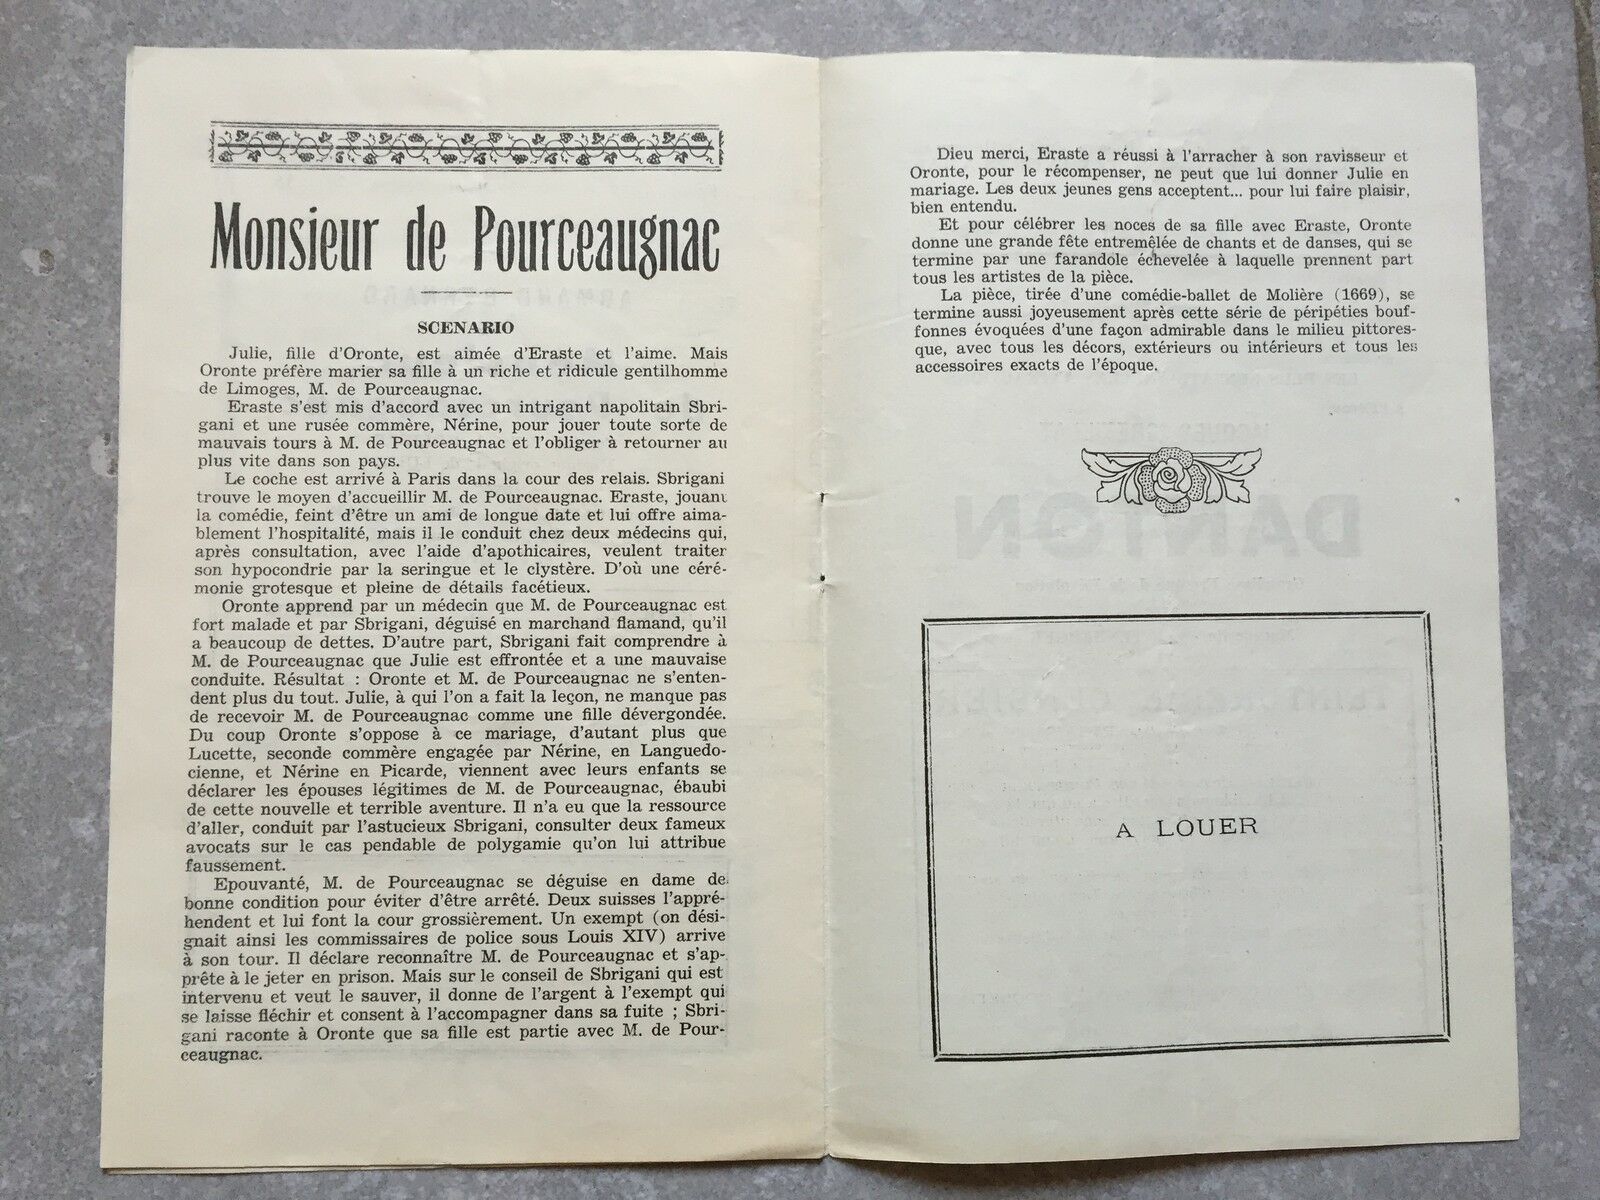 Monsieur de Pourceaugnac
SCENARIO
Julie, fille d'Oronte, est aimée d'Eraste et l'aime. Mais
Oronte préfère marier sa fille à un riche et ridicule gentilhomme
de Limoges, M. de Pourceaugnac.
Eraste s'est mis d'accord avec un intrigant napolitain Sbri-
gani et une rusée commère, Nérine, pour jouer toute sorte de
mauvais tours à M. de Pourceaugnac et l'obliger à retourner au
plus vite dans son pays.
Le coche est arrivé à Paris dans la cour des relais. Sbrigani
trouve le moyen d'accueillir M. de Pourceaugnac. Eraste, jouant
la comédie, feint d'être un ami de longue date et lui offre aima-
blement l'hospitalité, mais il le conduit chez deux médecins qui,
après consultation, avec l'aide d'apothicaires, veulent traiter
son hypocondrie par la seringue et le clystère. D'où une céré-
monie grotesque et pleine de détails facétieux.
Oronte apprend par un médecin que M. de Pourceaugnac est
fort malade et par Sbrigani, déguisé en marchand flamand, qu'il
a beaucoup de dettes. D'autre part, Sbrigani fait comprendre à
M. de Pourceaugnac que Julie est effrontée et a une mauvaise
conduite. Résultat : Oronte et M. de Pourceaugnac ne s'enten-
dent plus du tout. Julie, à qui l'on a fait la leçon, ne manque pas
de recevoir M. de Pourceaugnac comme une fille dévergondée.
Du coup Oronte s'oppose à ce mariage, d'autant plus que
Lucette, seconde commère engagée par Nérine, en Languedo-
cienne, et Nérine en Picarde, viennent avec leurs enfants se
déclarer les épouses légitimes de M. de Pourceaugnac, ébaubi
de cette nouvelle et terrible aventure. Il n'a eu que la ressource
d'aller, conduit par l'astucieux Sbrigani, consulter deux fameux
avocats sur le cas pendable de polygamie qu'on lui attribue
faussement.
Epouvanté, M. de Pourceaugnac se déguise en dame de
bonne condition pour éviter d'être arrêté. Deux suisses l'appré-
hendent et lui font la cour grossièrement. Un exempt (on dési-
gnait ainsi les commissaires de police sous Louis XIV) arrive
à son tour. Il déclare reconnaître M. de Pourceaugnac et s'ap-
prête à le jeter en prison. Mais sur le conseil de Sbrigani qui est
intervenu et veut le sauver, il donne de l'argent à l'exempt qui
se laisse fléchir et consent à l'accompagner dans sa fuite ; Sbri-
gani raconte à Oronte que sa fille est partie avec M. de Pour-
ceaugnac.
Dieu merci, Eraste a réussi à l'arracher à son ravisseur et
Oronte, pour le récompenser, ne peut que lui donner Julie en
mariage. Les deux jeunes gens acceptent... pour lui faire plaisir,
bien entendu.
Et pour célébrer les noces de sa fille avec Eraste, Oronte
donne une grande fête entremêlée de chants et de danses, qui se
termine par une farandole échevelée à laquelle prennent part
tous les artistes de la pièce.
La pièce, tirée d'une comédie-ballet de Molière (1669), se
termine aussi joyeusement après cette série de péripéties bouf-
fonnes évoquées d'une façon admirable dans le milieu pittores-
que, avec tous les décors, extérieurs ou intérieurs et tous les
accessoires exacts de l'époque.
DANTON
A LOUER